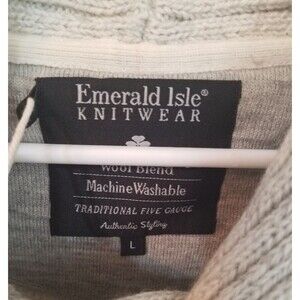 Emerald Isle®
KNITWEAR
Wool Blend
Machine Washable
TRADITIONAL FIVE GAUGE
Authentic Styling
L